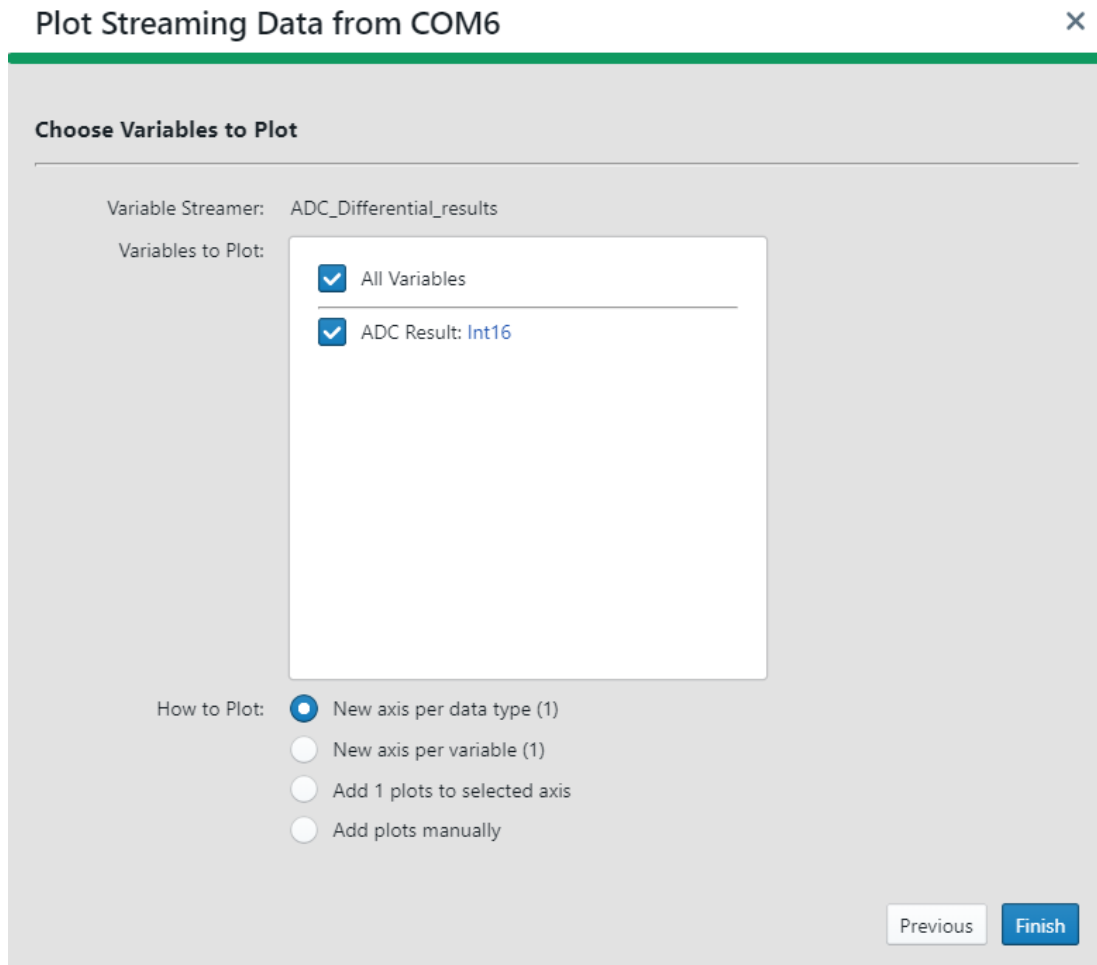 Plot Streaming Data from COM6
Choose Variables to Plot
Variable Streamer: ADC_Differential_results
Variables to Plot:
All Variables
ADC Result: Int16
How to Plot: New axis per data type (1)
New axis per variable (1)
Add 1 plots to selected axis
Add plots manually
Previous Finish